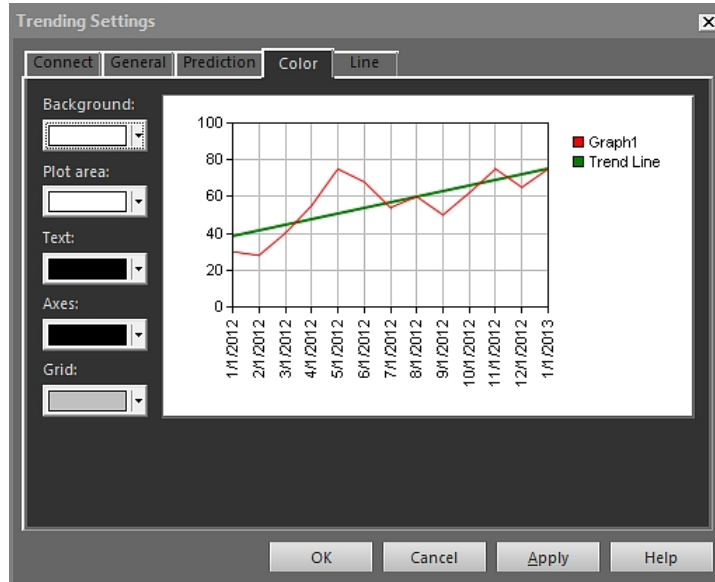 Trending Settings
Connect General Prediction Color Line
Background:
Plot area:
Text:
Axes:
Grid:
100
80
60
40
20
0
1/1/2012
2/1/2012
3/1/2012
4/1/2012
5/1/2012
6/1/2012
7/1/2012
8/1/2012
9/1/2012
10/1/2012
11/1/2012
12/1/2012
1/1/2013
Graph1
Trend Line
OK Cancel Apply Help